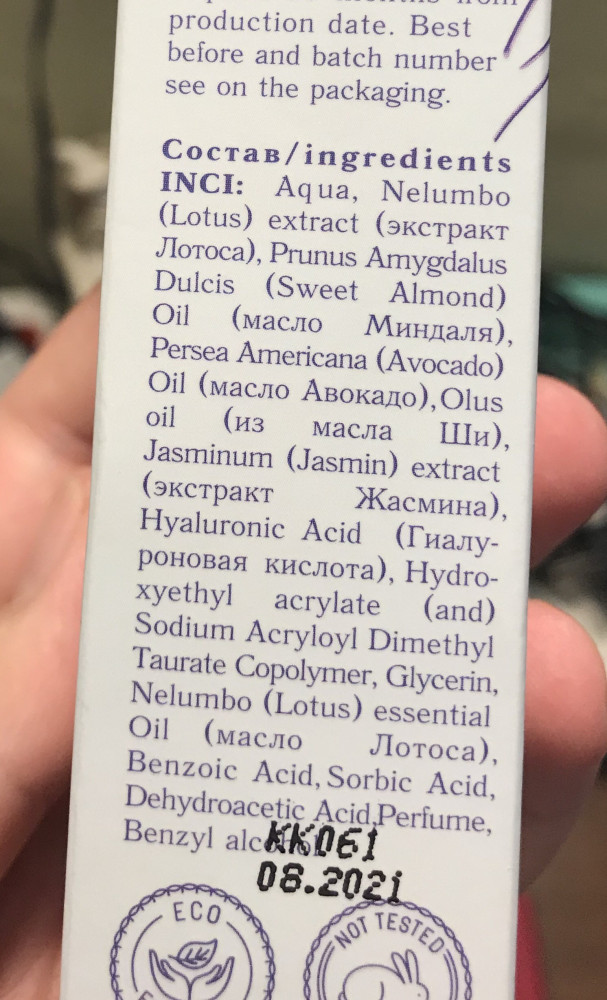 production date. Best
before and batch number
see on the packaging.
Состав/ingredients
INCI: Aqua, Nelumbo
(Lotus) extract (экстракт
Лотоса), Prunus Amygdalus
Dulcis (Sweet Almond)
Oil (масло Миндаля),
Persea Americana (Avocado)
Oil (масло Авокадо), Olus
oil (из масла Ши),
Jasminum (Jasmin) extract
(экстракт Жасмина),
Hyaluronic Acid (Гиалу-
роновая кислота), Hydro-
xyethyl acrylate (and)
Sodium Acryloyl Dimethyl
Taurate Copolymer, Glycerin,
Nelumbo (Lotus) essential
Oil (масло Лотоса),
Benzoic Acid, Sorbic Acid,
Dehydroacetic Acid,Perfume,
Benzyl
KK061
08.2021
ECO
NOT TESTED